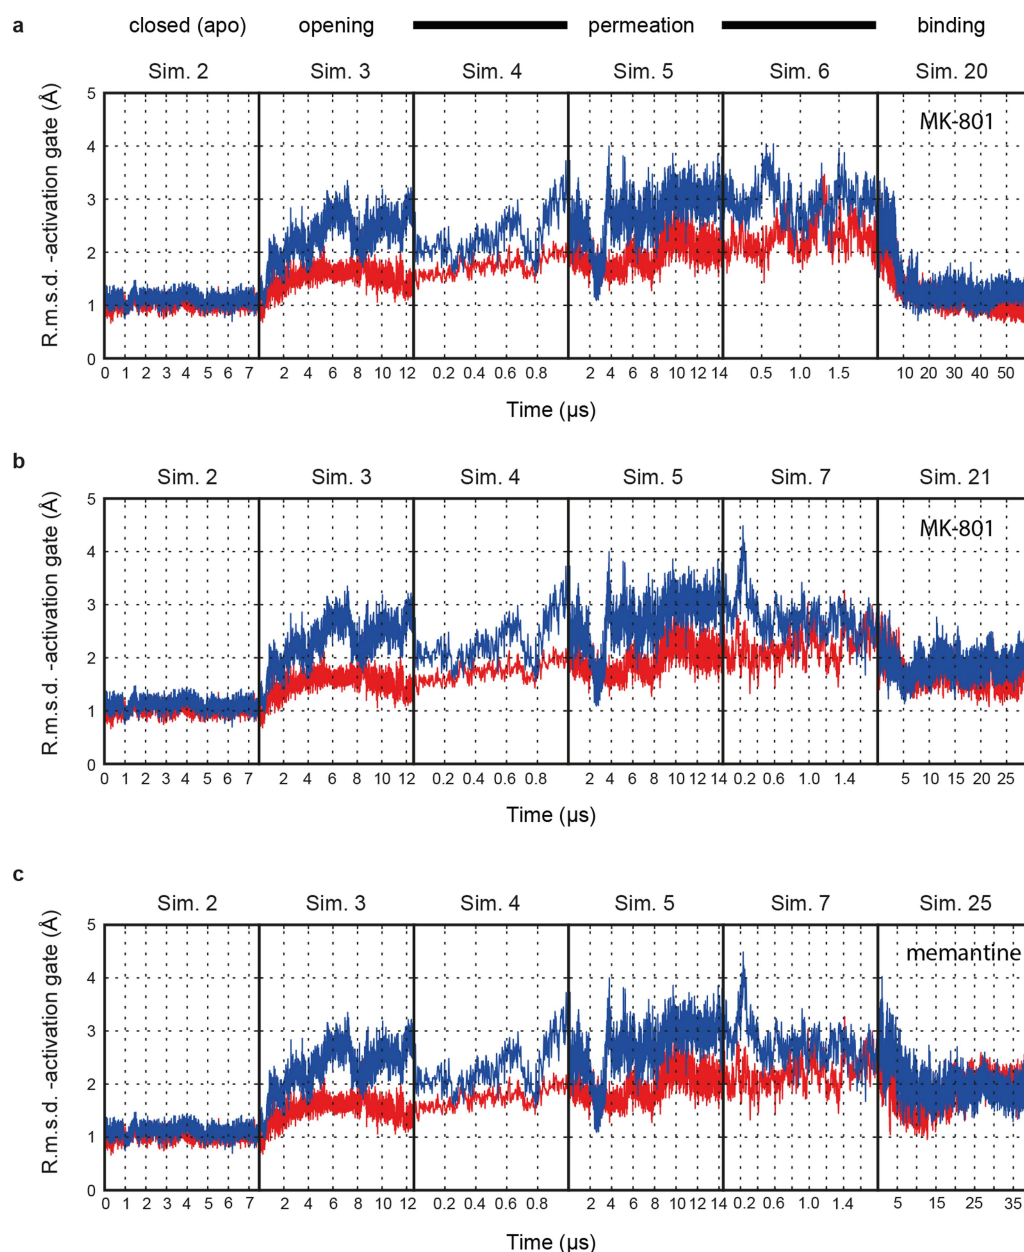 a
closed (apo) opening permeation binding
Sim. 2 Sim. 3 Sim. 4 Sim. 5 Sim. 6 Sim. 20
MK-801
R.m.s.d. -activation gate (Å)
5
4
3
2
1
0
0 1 2 3 4 5 6 7 2 4 6 8 10 12 0.2 0.4 0.6 0.8 2 4 6 8 10 12 14 0.5 1.0 1.5 10 20 30 40 50
Time (µs)
b
Sim. 2 Sim. 3 Sim. 4 Sim. 5 Sim. 7 Sim. 21
MK-801
R.m.s.d. -activation gate (Å)
5
4
3
2
1
0
0 1 2 3 4 5 6 7 2 4 6 8 10 12 0.2 0.4 0.6 0.8 2 4 6 8 10 12 14 0.2 0.6 1.0 1.4 5 10 15 20 25
Time (µs)
c
Sim. 2 Sim. 3 Sim. 4 Sim. 5 Sim. 7 Sim. 25
memantine
R.m.s.d. -activation gate (Å)
5
4
3
2
1
0
0 1 2 3 4 5 6 7 2 4 6 8 10 12 0.2 0.4 0.6 0.8 2 4 6 8 10 12 14 0.2 0.6 1.0 1.4 5 15 25 35
Time (µs)